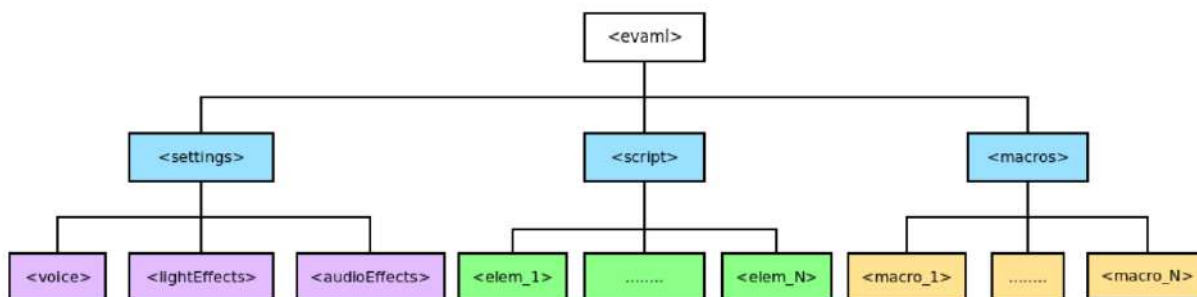 <evaml>
<settings> <script> <macros>
<voice> <lightEffects> <audioEffects> <elem_1> ........ <elem_N> <macro_1> ........ <macro_N>